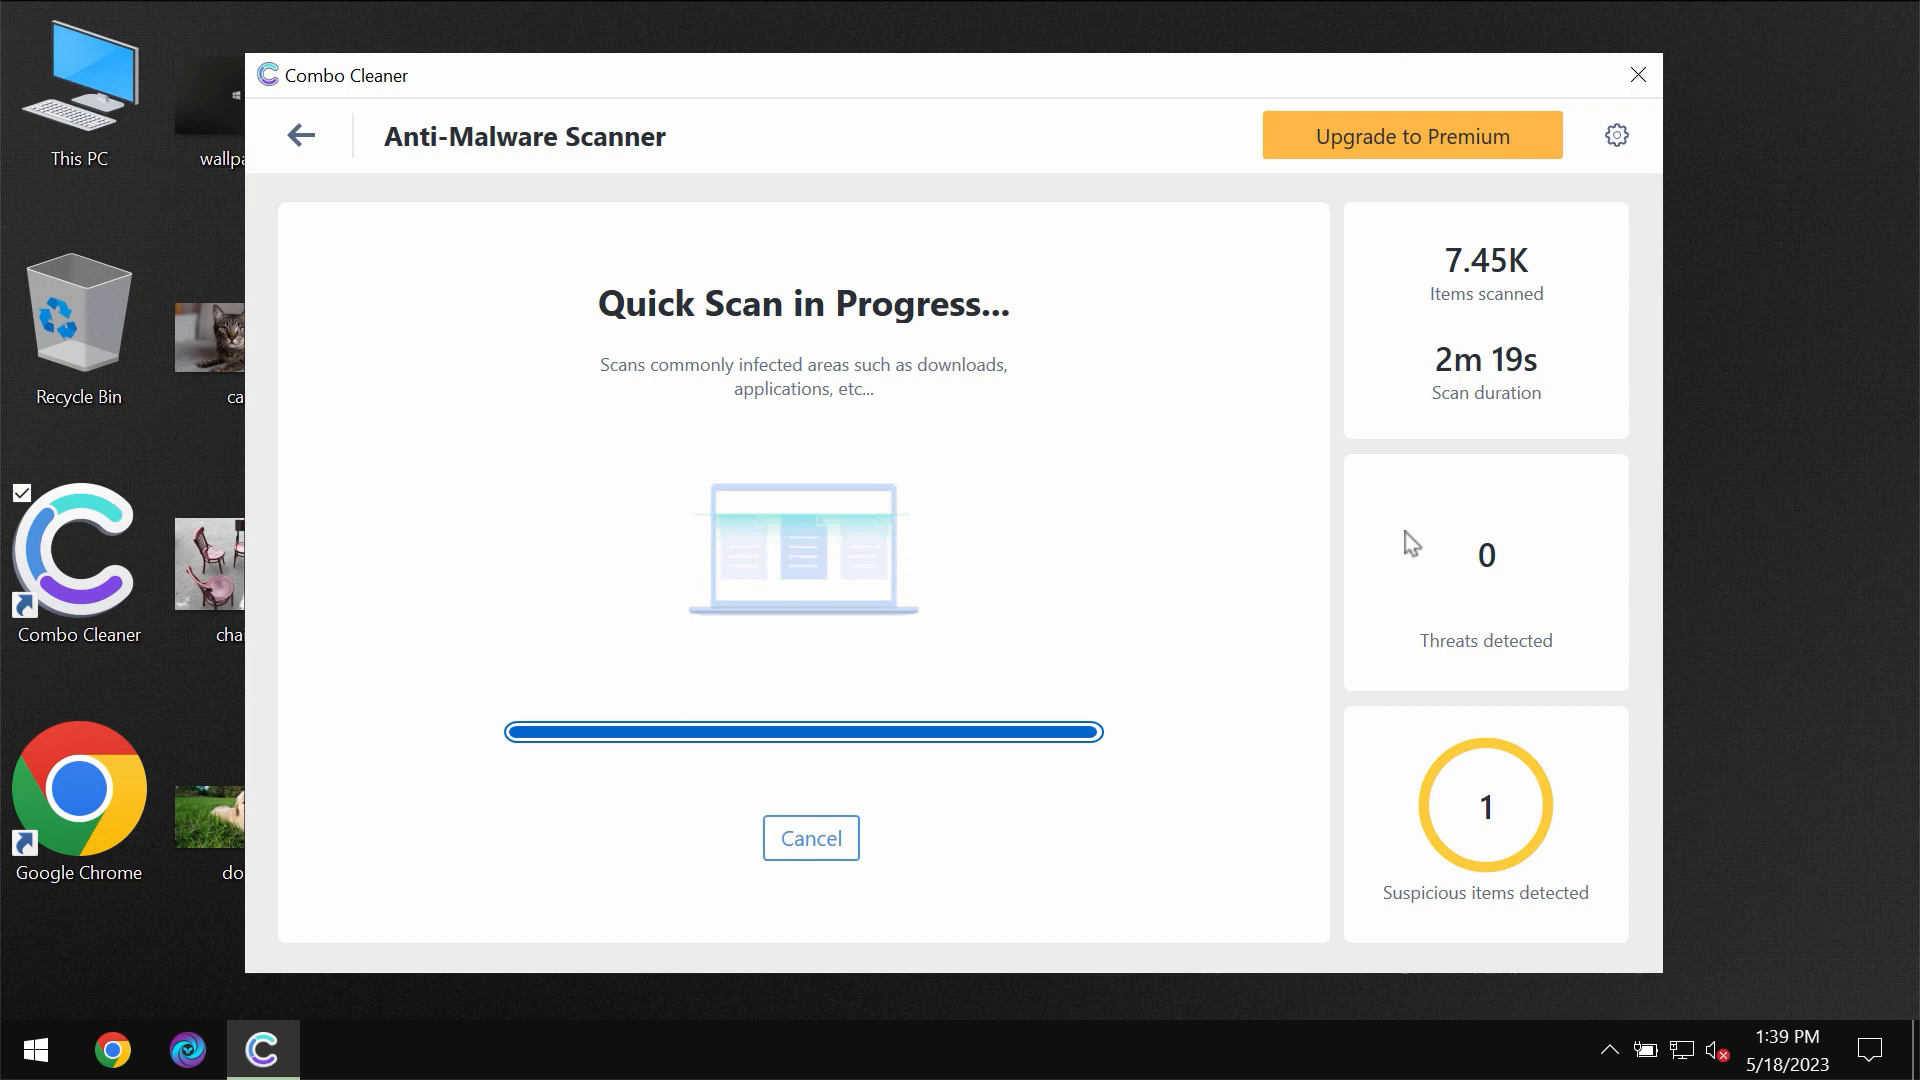 Combo Cleaner
Anti-Malware Scanner
Upgrade to Premium
Quick Scan in Progress...
Scans commonly infected areas such as downloads,
applications, etc...
Cancel
7.45K
Items scanned
2m 19s
Scan duration
0
Threats detected
1
Suspicious items detected
This PC
wallpa
Recycle Bin
ca
Combo Cleaner
chai
Google Chrome
do
1:39 PM
5/18/2023